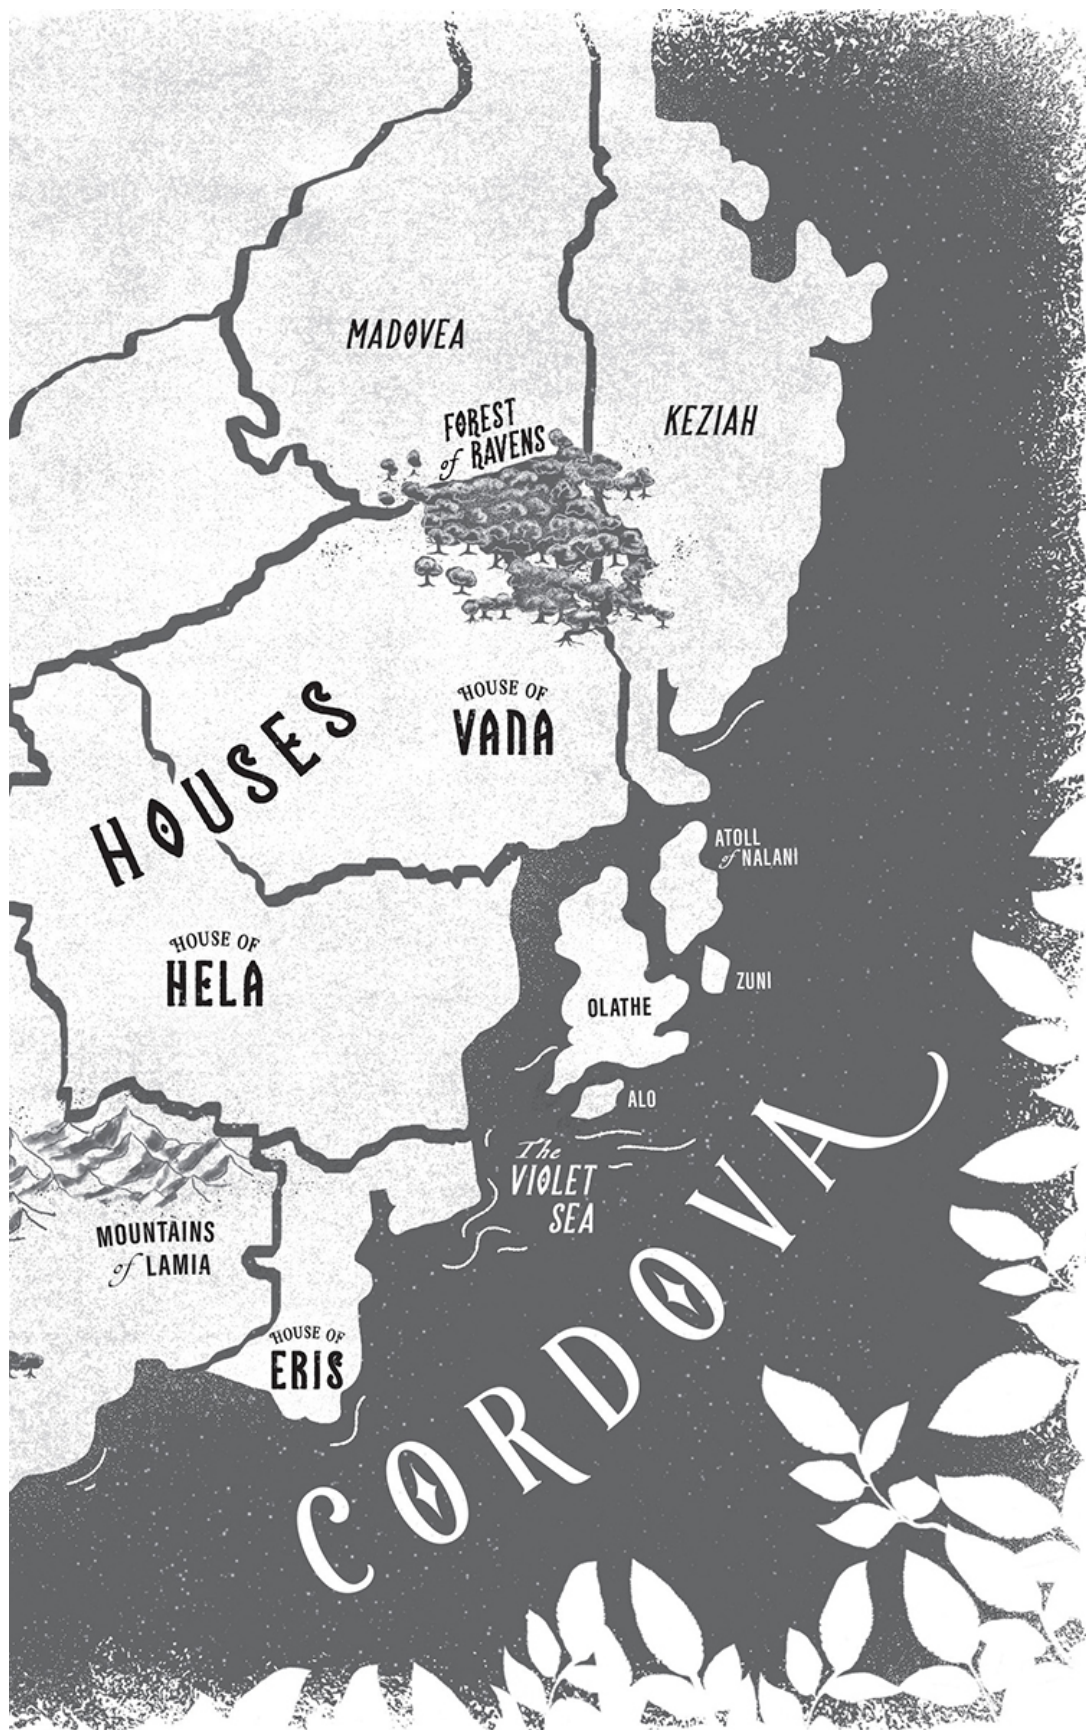 MADOVEA
FOREST
of RAVENS
KEZIAH
HOUSE OF
VANA
HOUSES
ATOLL
of NALANI
HOUSE OF
HELA
ZUNI
OLATHE
ALO
The
VIOLET
SEA
MOUNTAINS
of LAMIA
HOUSE OF
ERIS
CORDOVA